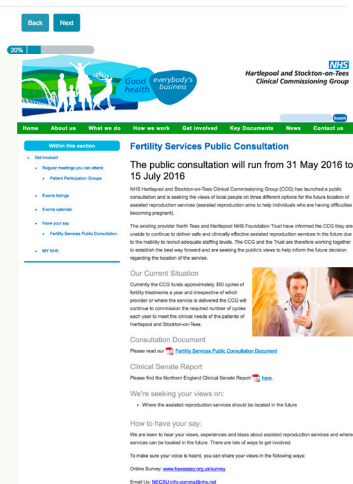 Back Next
20%
Good health everybody's business
NHS
Hartlepool and Stockton-on-Tees
Clinical Commissioning Group
Search
Home About us What we do How we work Get involved Key Documents News Contact us
Within this section
Get involved
Regular meetings you can attend
Patient Participation Groups
Events listings
Events calendar
Have your say
Fertility Services Public Consultation
MY NHS
Fertility Services Public Consultation
The public consultation will run from 31 May 2016 to
15 July 2016
NHS Hartlepool and Stockton-on-Tees Clinical Commissioning Group (CCG) has launched a public
consultation and is seeking the views of local people on three different options for the future location of
assisted reproduction services (assisted reproduction aims to help individuals who are having difficulties
becoming pregnant).
The existing provider North Tees and Hartlepool NHS Foundation Trust have informed the CCG they are
unable to continue to deliver safe and clinically effective assisted reproduction services in the future due
to the inability to recruit adequate staffing levels. The CCG and the Trust are therefore working together
to establish the best way forward and are seeking the public's views to help inform the future decision
regarding the location of the service.
Our Current Situation
Currently the CCG funds approximately 350 cycles of
fertility treatments a year and irrespective of which
provider or where the service is delivered the CCG will
continue to commission the required number of cycles
each year to meet the clinical needs of the patients of
Hartlepool and Stockton-on-Tees.
Consultation Document
Please read our Fertility Services Public Consultation Document
Clinical Senate Report
Please find the Northern England Clinical Senate Report here.
We're seeking your views on:
Where the assisted reproduction services should be located in the future
How to have your say:
We are keen to hear your views, experiences and ideas about assisted reproduction services and where
services can be located in the future. There are lots of ways to get involved.
To make sure your voice is heard, you can share your views in the following ways:
Online Survey: www.haveasay.org.uk/survey
Email Us: NECSU.info-comms@nhs.net